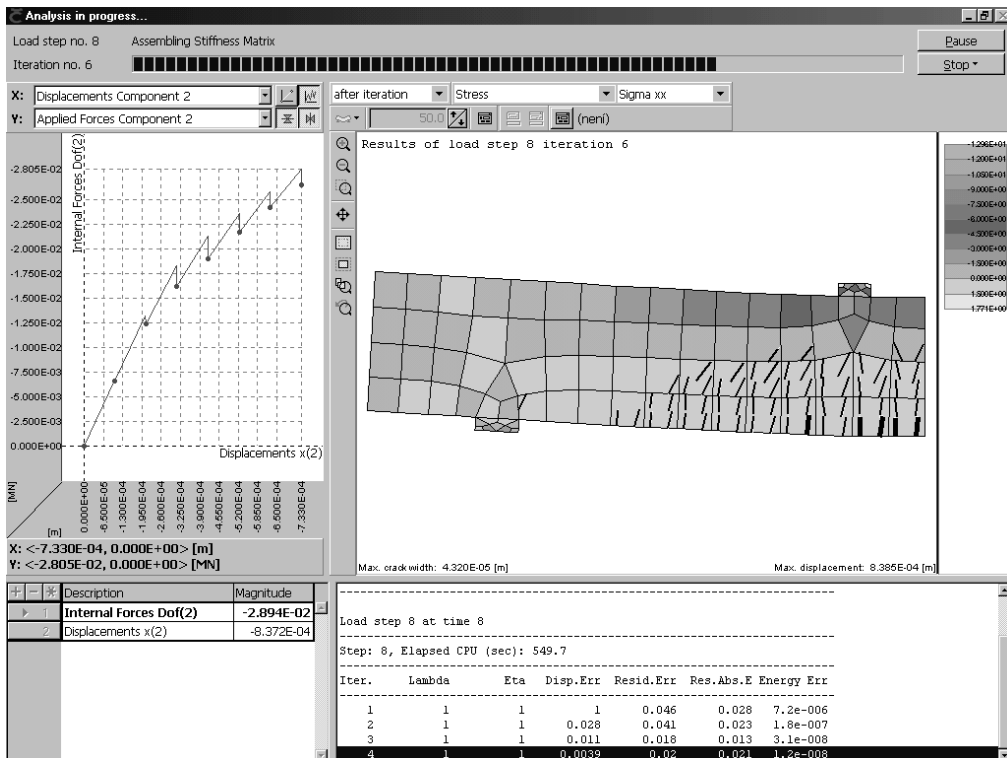 Analysis in progress...
Load step no. 8 Assembling Stiffness Matrix
Pause
Iteration no. 6
Stop
X: Displacements Component 2
Y: Applied Forces Component 2
after iteration Stress Sigma xx
50.0 (není)
Internal Forces Dof(2)
-2.805E-02
-2.500E-02
-2.250E-02
-2.000E-02
-1.750E-02
-1.500E-02
-1.250E-02
-1.000E-02
-7.500E-03
-5.000E-03
-2.500E-03
0.000E+00
Displacements x(2)
[MN]
[m]
0.000E+00
-6.500E-05
-1.300E-04
-1.950E-04
-2.600E-04
-3.250E-04
-3.900E-04
-4.550E-04
-5.200E-04
-5.850E-04
-6.500E-04
-7.330E-04
X: <-7.330E-04, 0.000E+00> [m]
Y: <-2.805E-02, 0.000E+00> [MN]
Results of load step 8 iteration 6
-1.298E+01
-1.200E+01
-1.050E+01
-9.000E+00
-7.500E+00
-6.000E+00
-4.500E+00
-3.000E+00
-1.500E+00
0.000E+00
1.500E+00
1.771E+00
Max. crack width: 4.320E-05 [m]
Max. displacement: 8.385E-04 [m]
Description Magnitude
1 Internal Forces Dof(2) -2.894E-02
2 Displacements x(2) -8.372E-04
Load step 8 at time 8
Step: 8, Elapsed CPU (sec): 549.7
Iter. Lambda Eta Disp.Err Resid.Err Res.Abs.E Energy Err
1 1 1 1 0.046 0.028 7.2e-006
2 1 1 0.028 0.041 0.023 1.8e-007
3 1 1 0.011 0.018 0.013 3.1e-008
4 1 1 0.0039 0.02 0.021 1.2e-008